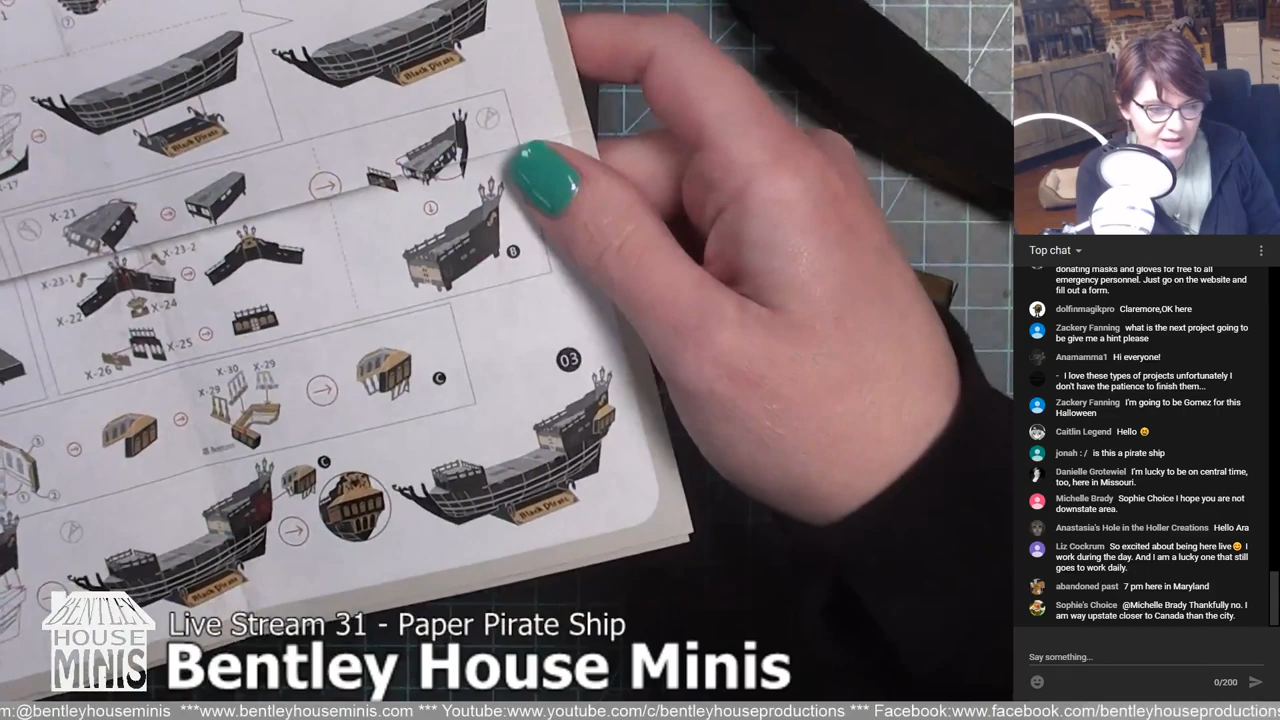 Black Pirate
Black Pirate
X-17
X-21
X-23-1
X-23-2
X-22
X-24
B
X-25
X-26
X-30
X-29
X-29
C
03
3
1
2
C
Black Pirate
Black Pirate
BENTLEY
HOUSE
MINIS
Live Stream 31 - Paper Pirate Ship
Bentley House Minis
m:@bentleyhouseminis ***www.bentleyhouseminis.com *** Youtube:www.youtube.com/c/bentleyhouseproductions *** Facebook:www.facebook.com/bentleyhouseproductions
Top chat
donating masks and gloves for free to all
emergency personnel. Just go on the website and
fill out a form.
dolfinmagikpro Claremore,OK here
Zackery Fanning what is the next project going to
be give me a hint please
Anamamma1 Hi everyone!
- I love these types of projects unfortunately I
don't have the patience to finish them...
Zackery Fanning I'm going to be Gomez for this
Halloween
Caitlin Legend Hello 😃
jonah : / is this a pirate ship
Danielle Grotewiel I'm lucky to be on central time,
too, here in Missouri.
Michelle Brady Sophie Choice I hope you are not
downstate area.
Anastasia's Hole in the Holler Creations Hello Ara
Liz Cockrum So excited about being here live😃 I
work during the day. And I am a lucky one that still
goes to work daily.
abandoned past 7 pm here in Maryland
Sophie's Choice @Michelle Brady Thankfully no. I
am way upstate closer to Canada than the city.
Say something...
0/200